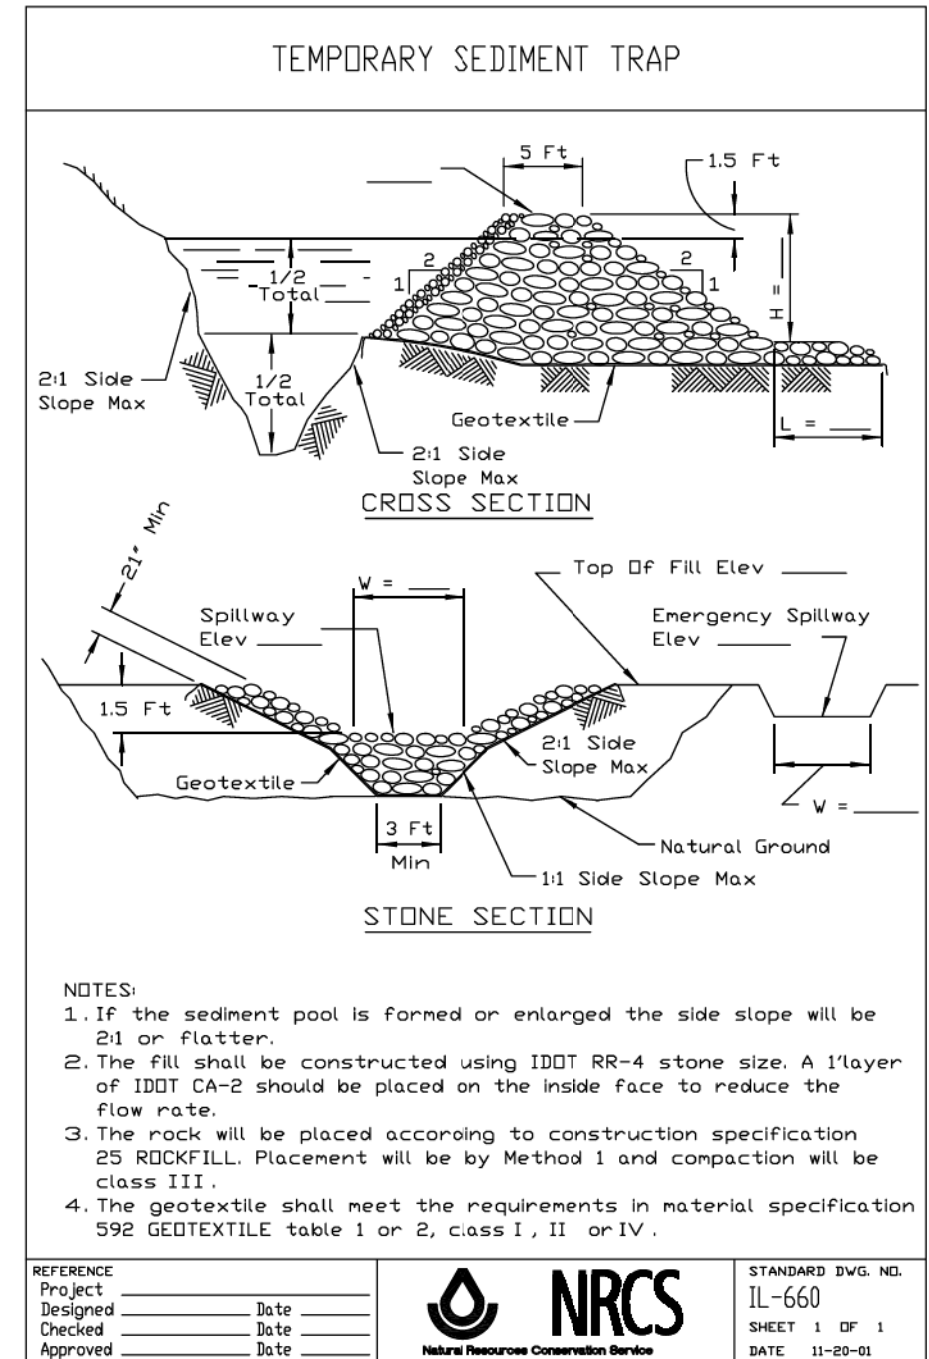 TEMPORARY SEDIMENT TRAP
5 Ft
1.5 Ft
1/2
Total
2
1
2
1
H =
2:1 Side
Slope Max
1/2
Total
Geotextile
L =
2:1 Side
Slope Max
CROSS SECTION
21" Min
W =
Top Of Fill Elev
Spillway
Elev
Emergency Spillway
Elev
1.5 Ft
2:1 Side
Slope Max
Geotextile
W =
3 Ft
Min
Natural Ground
1:1 Side Slope Max
STONE SECTION
NOTES:
1. If the sediment pool is formed or enlarged the side slope will be
2:1 or flatter.
2. The fill shall be constructed using IDOT RR-4 stone size. A 1'layer
of IDOT CA-2 should be placed on the inside face to reduce the
flow rate.
3. The rock will be placed according to construction specification
25 ROCKFILL. Placement will be by Method 1 and compaction will be
class III.
4. The geotextile shall meet the requirements in material specification
592 GEOTEXTILE table 1 or 2, class I, II or IV.
REFERENCE
Project
Designed Date
Checked Date
Approved Date
NRCS
Natural Resources Conservation Service
STANDARD DWG. NO.
IL-660
SHEET 1 OF 1
DATE 11-20-01